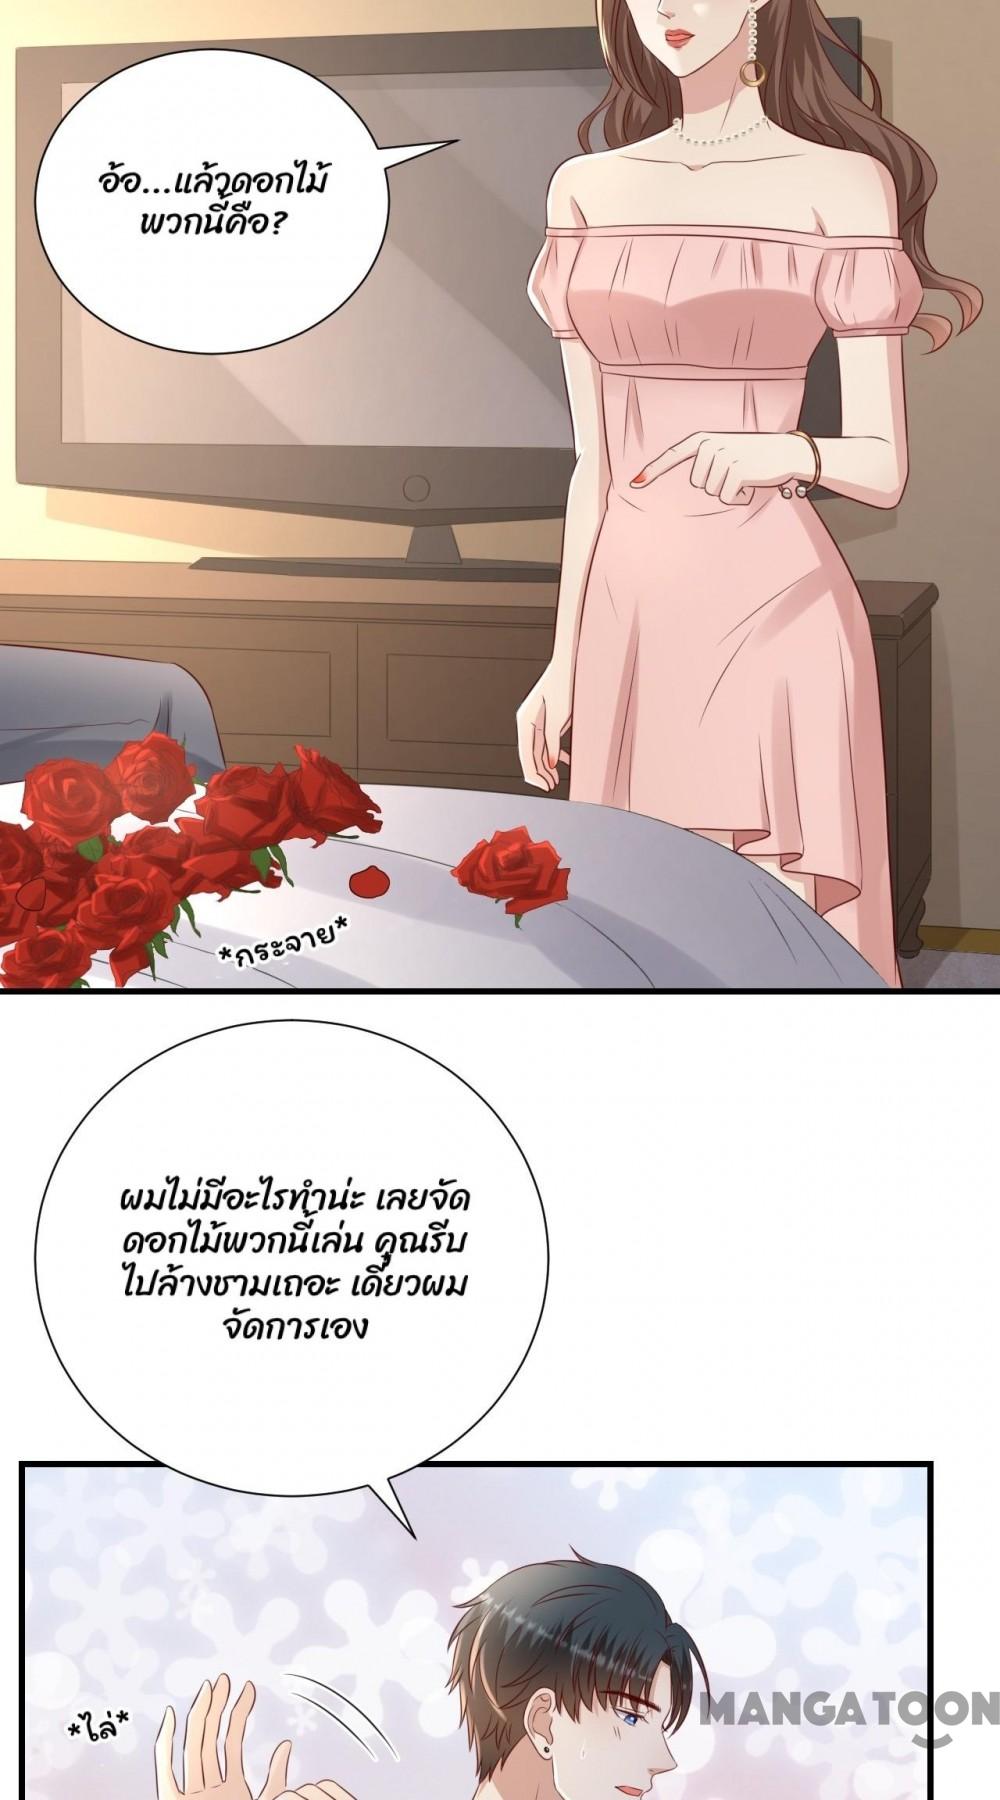 อ้อ...แล้วดอกไม้
พวกนี้คือ?
*กระจาย*
ผมไม่มีอะไรทำน่ะ เลยจัด
ดอกไม้พวกนี้เล่น คุณรีบ
ไปล้างชามเถอะ เดี๋ยวผม
จัดการเอง
*ไล่*
MANGATOON